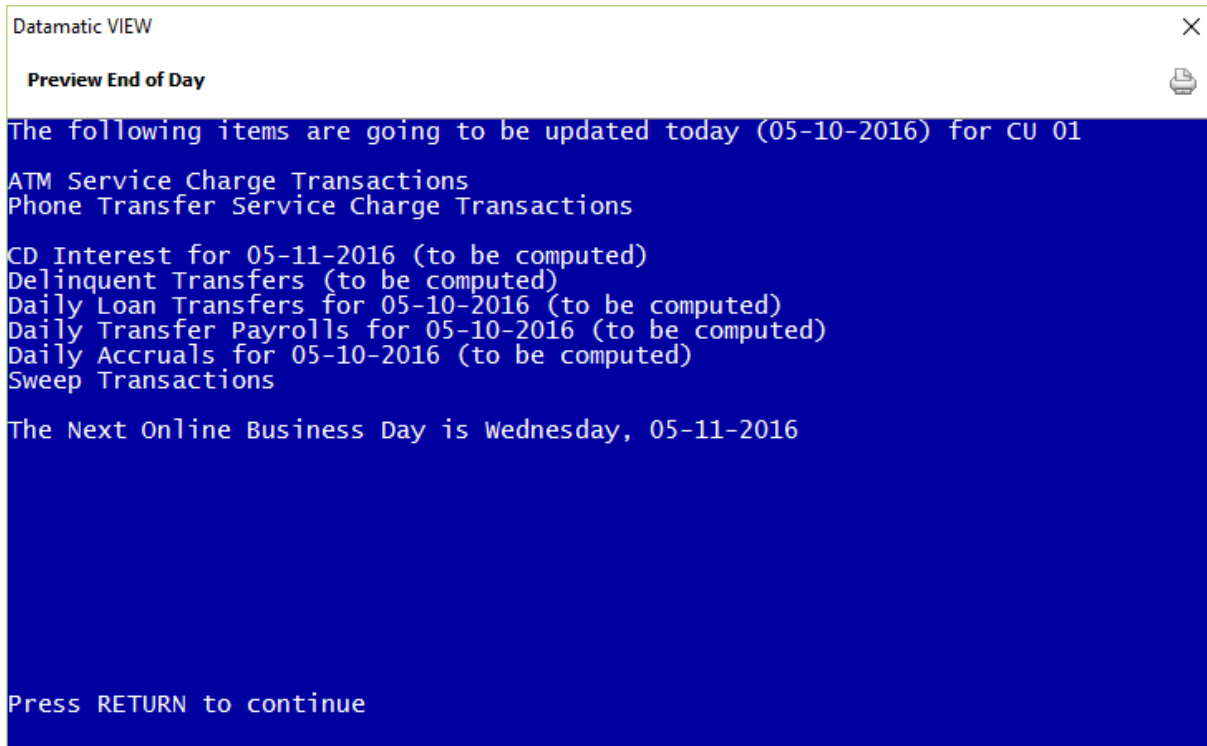 Datamatic VIEW
Preview End of Day
The following items are going to be updated today (05-10-2016) for CU 01
ATM Service Charge Transactions
Phone Transfer Service Charge Transactions
CD Interest for 05-11-2016 (to be computed)
Delinquent Transfers (to be computed)
Daily Loan Transfers for 05-10-2016 (to be computed)
Daily Transfer Payrolls for 05-10-2016 (to be computed)
Daily Accruals for 05-10-2016 (to be computed)
Sweep Transactions
The Next Online Business Day is Wednesday, 05-11-2016
Press RETURN to continue